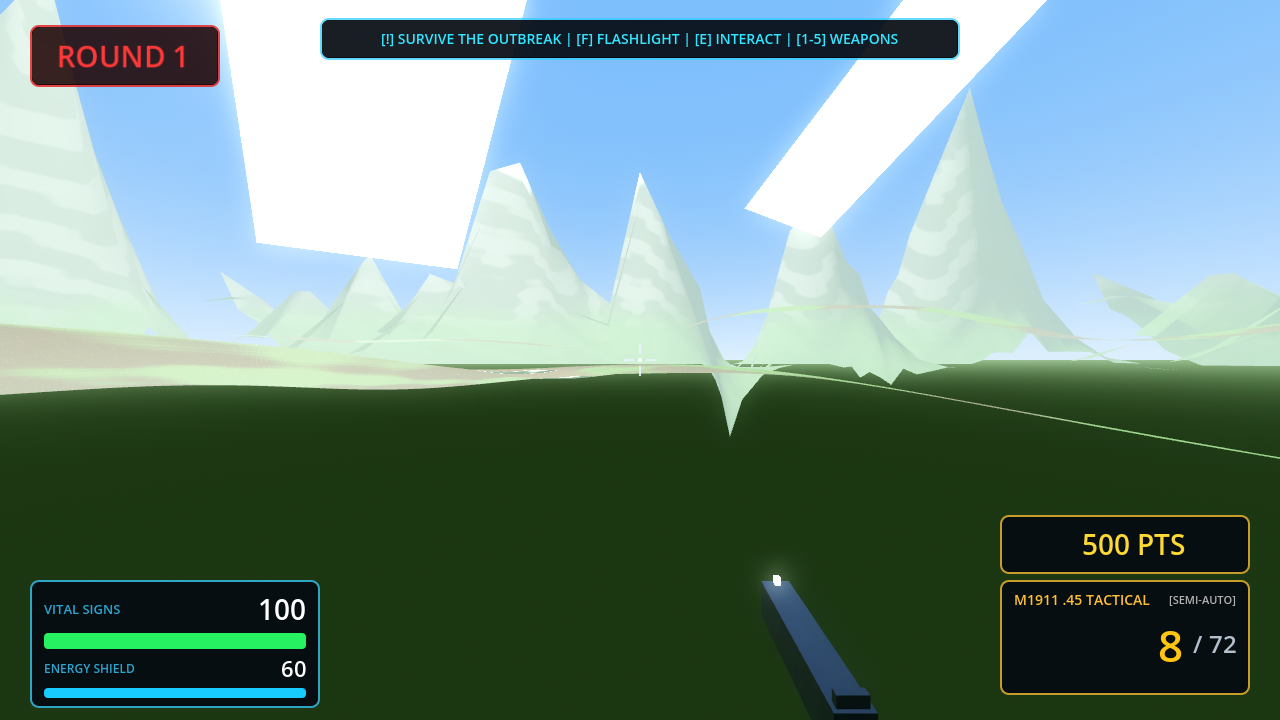 ROUND 1
[!] SURVIVE THE OUTBREAK | [F] FLASHLIGHT | [E] INTERACT | [1-5] WEAPONS
500 PTS
VITAL SIGNS 100
ENERGY SHIELD 60
M1911 .45 TACTICAL [SEMI-AUTO]
8 / 72